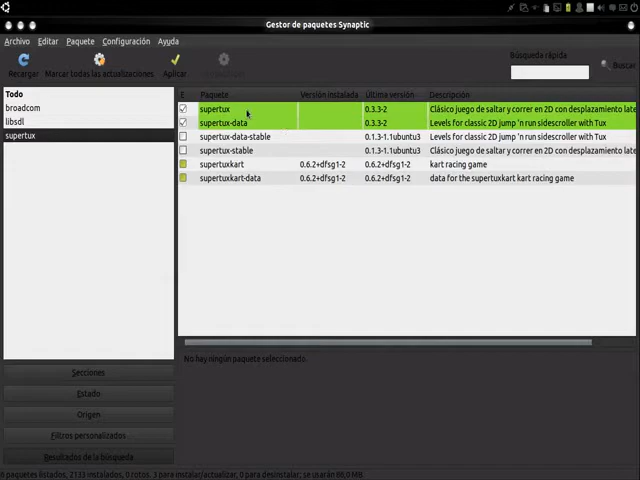 Gestor de paquetes Synaptic
Archivo Editar Paquete Configuración Ayuda
Recargar Marcar todas las actualizaciones Aplicar
Búsqueda rápida
Buscar
Todo
broadcom
libsdl
supertux
E Paquete Versión instalada Última versión Descripción
supertux 0.3.3-2 Clásico juego de saltar y correr en 2D con desplazamiento late
supertux-data 0.3.3-2 Levels for classic 2D jump 'n run sidescroller with Tux
supertux-data-stable 0.1.3-1.1ubuntu3 Levels for classic 2D jump 'n run sidescroller with Tux
supertux-stable 0.1.3-1.1ubuntu3 Clásico juego de saltar y correr en 2D con desplazamiento late
supertuxkart 0.6.2+dfsg1-2 0.6.2+dfsg1-2 kart racing game
supertuxkart-data 0.6.2+dfsg1-2 0.6.2+dfsg1-2 data for the supertuxkart kart racing game
No hay ningún paquete seleccionado.
Secciones
Estado
Origen
Filtros personalizados
Resultados de la búsqueda
6 paquetes listados, 2133 instalados, 0 rotos. 3 para instalar/actualizar, 0 para desinstalar; se usarán 88,0 MB.